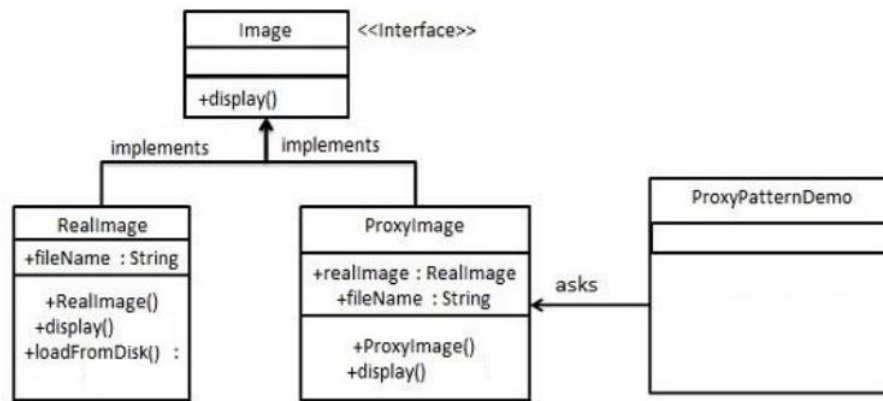 Image
<<Interface>>
+display()
implements
implements
RealImage
+fileName : String
+RealImage()
+display()
+loadFromDisk() :
ProxyImage
+realImage : RealImage
+fileName : String
+ProxyImage()
+display()
asks
ProxyPatternDemo